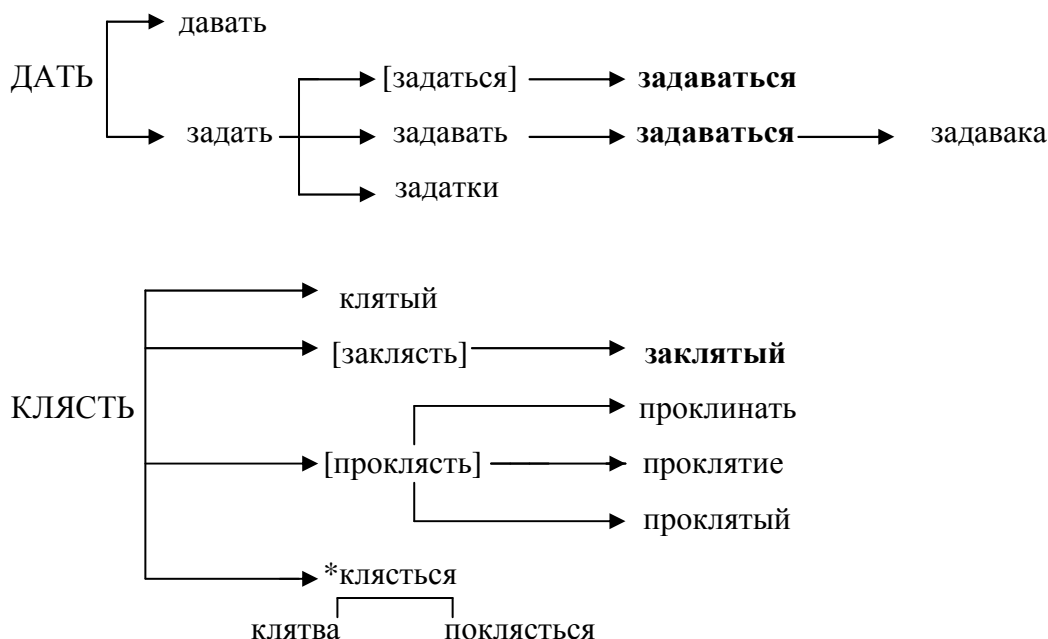 давать
ДАТЬ [задаться] задаваться
задать задавать задаваться задавака
задатки
клятый
[заклясть] заклятый
КЛЯСТЬ проклинать
[проклясть] проклятие
проклятый
*клясться
клятва поклясться